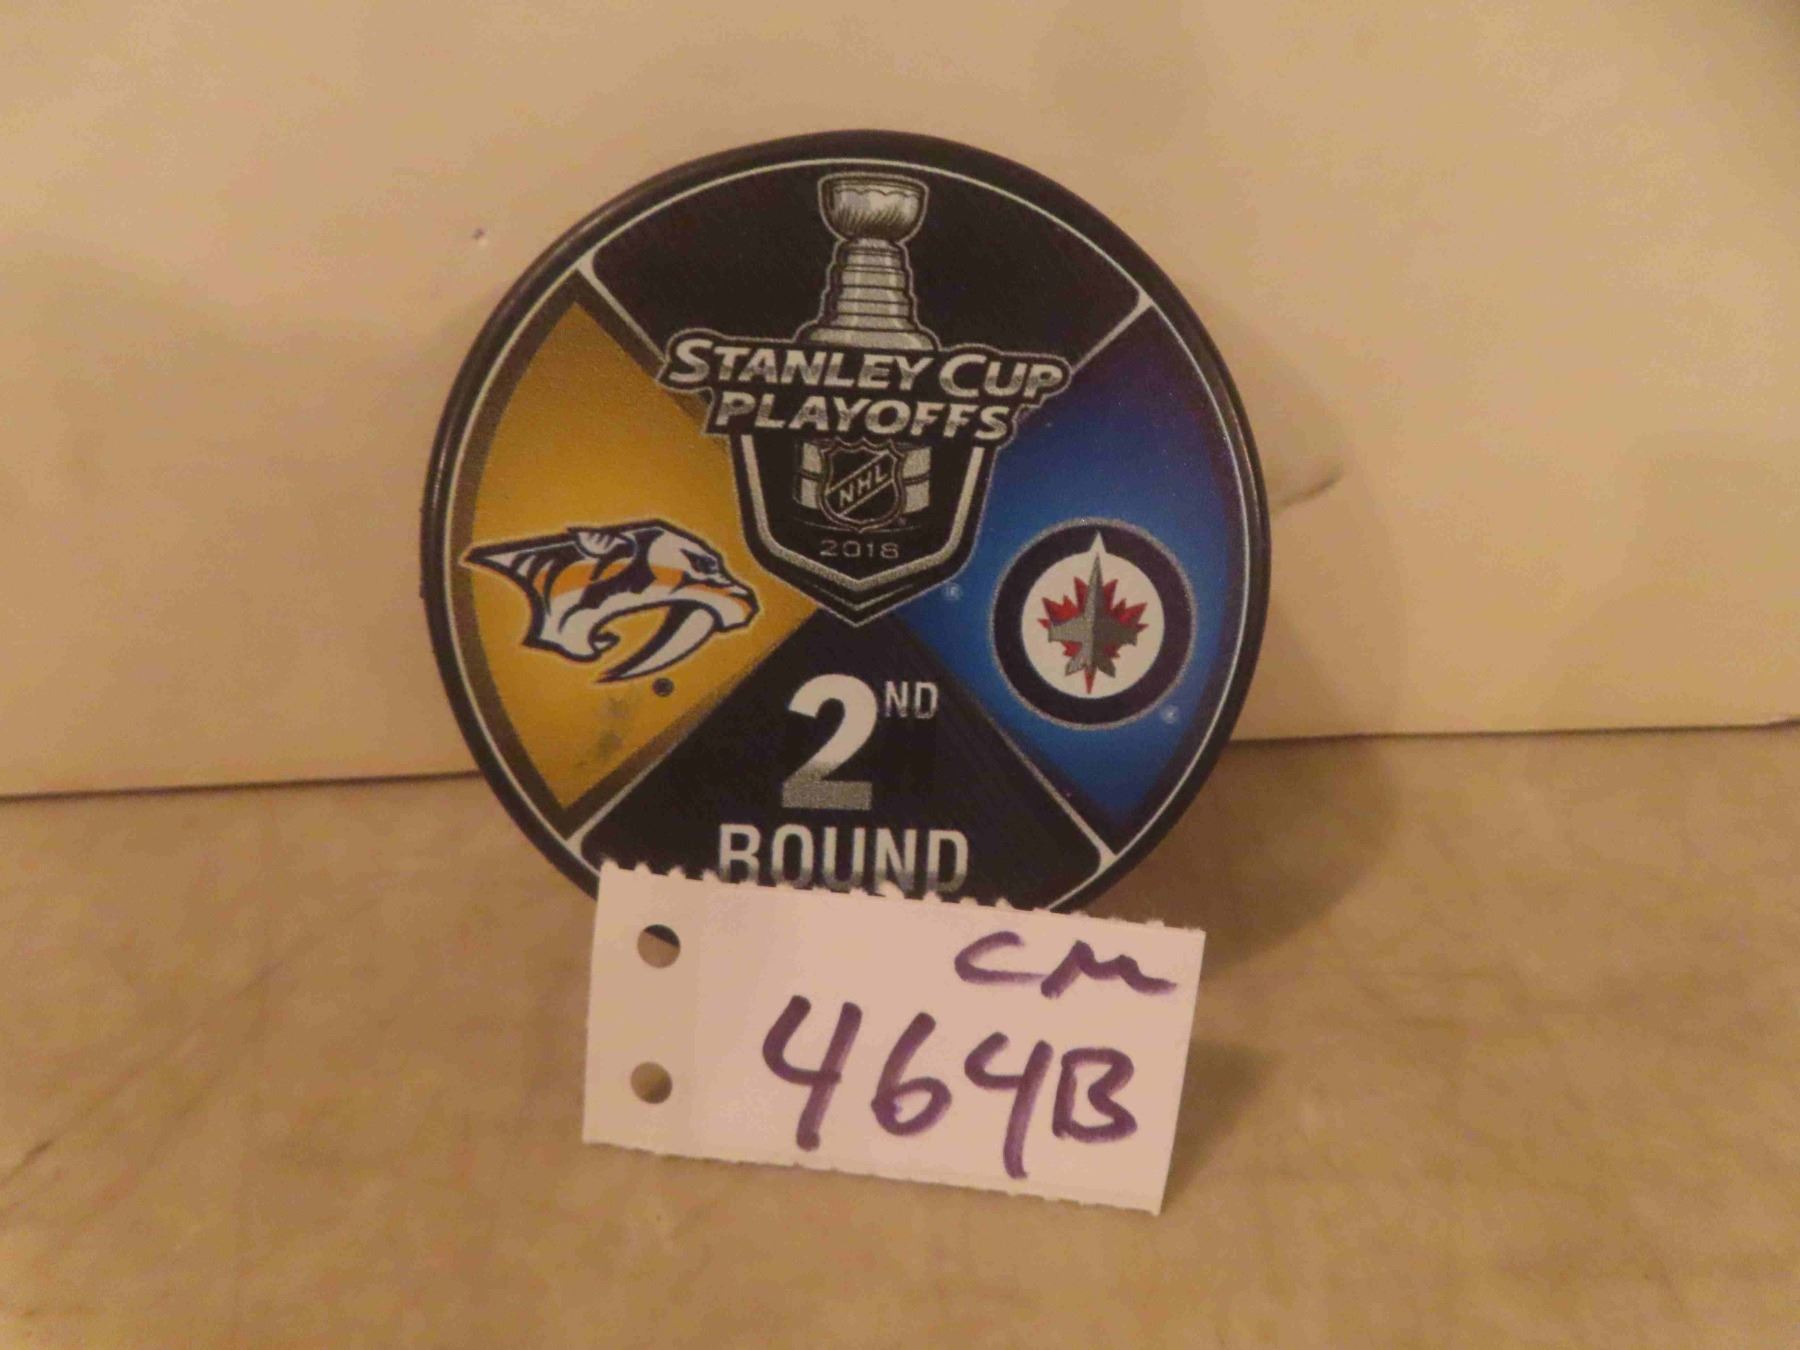 STANLEY CUP
PLAYOFFS
NHL
2018
2ND
ROUND
CM
464B